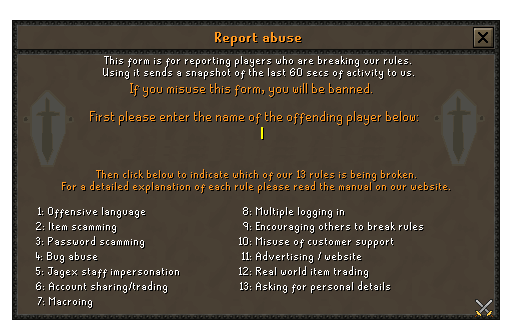 Report abuse
This form is for reporting players who are breaking our rules.
Using it sends a snapshot of the last 60 secs of activity to us.
If you misuse this form, you will be banned.
First please enter the name of the offending player below:
Then click below to indicate which of our 13 rules is being broken.
For a detailed explanation of each rule please read the manual on our website.
1: Offensive language
2: Item scamming
3: Password scamming
4: Bug abuse
5: Jagex staff impersonation
6: Account sharing/trading
7: Macroing
8: Multiple logging in
9: Encouraging others to break rules
10: Misuse of customer support
11: Advertising / website
12: Real world item trading
13: Asking for personal details